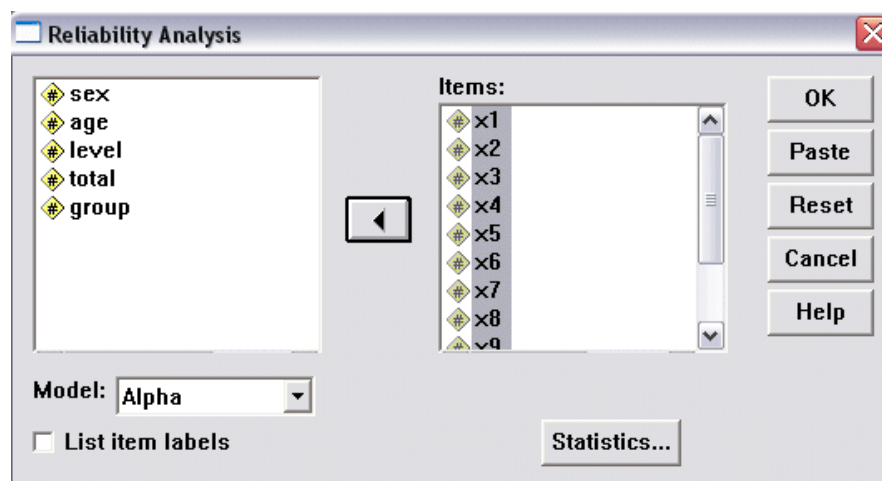 Reliability Analysis
sex
age
level
total
group
Items:
x1
x2
x3
x4
x5
x6
x7
x8
x9
OK
Paste
Reset
Cancel
Help
Model: Alpha
List item labels
Statistics...